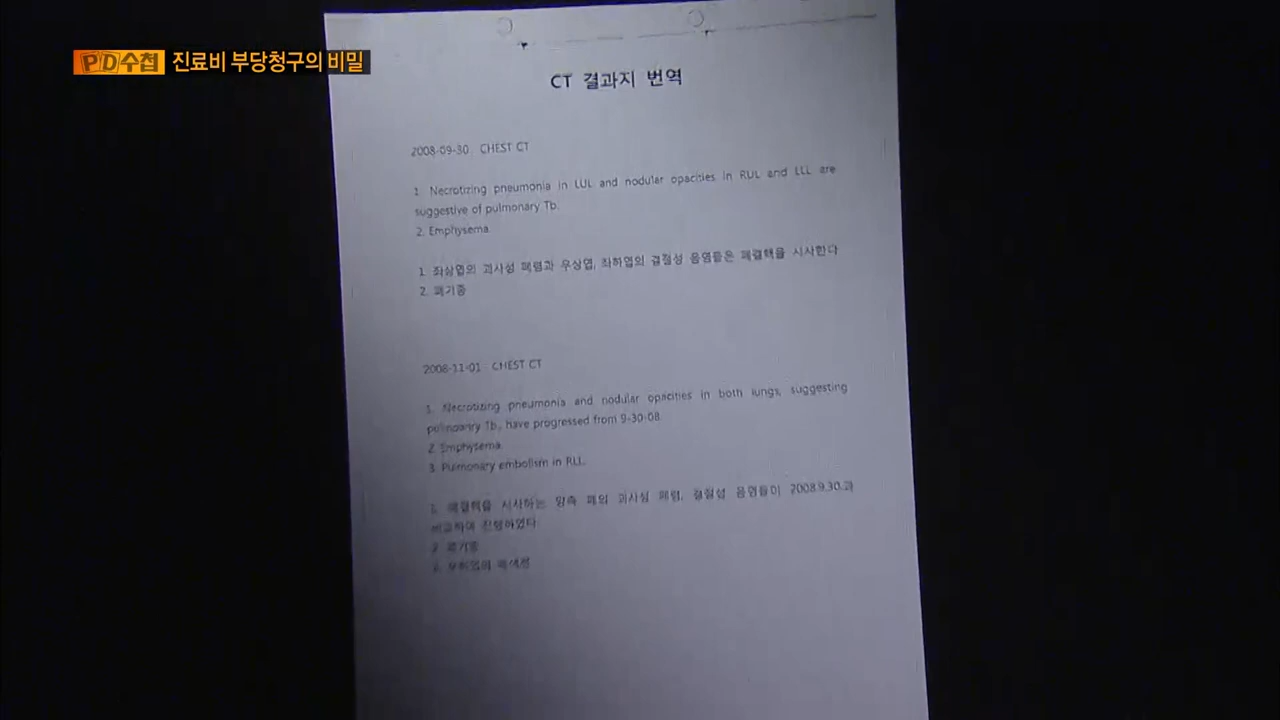 PD수첩 진료비 부당청구의 비밀
CT 결과지 번역
2008-09-30 CHEST CT
1. Necrotizing pneumonia in LUL and nodular opacities in RUL and LLL are
suggestive of pulmonary Tb.
2. Emphysema.
1. 좌상엽의 괴사성 폐렴과 우상엽, 좌하엽의 결절성 음영들은 폐결핵을 시사한다
2. 폐기종
2008-11-01 CHEST CT
1. Necrotizing pneumonia and nodular opacities in both lungs, suggesting
pulmoanry Tb., have progressed from 9-30-08.
2. Emphysema.
3. Pulmonary embolism in RLL.
1. 폐결핵을 시사하는 양측 폐의 괴사성 폐렴, 결절성 음영들이 2008.9.30.과
비교하여 진행하였다
2. 폐기종